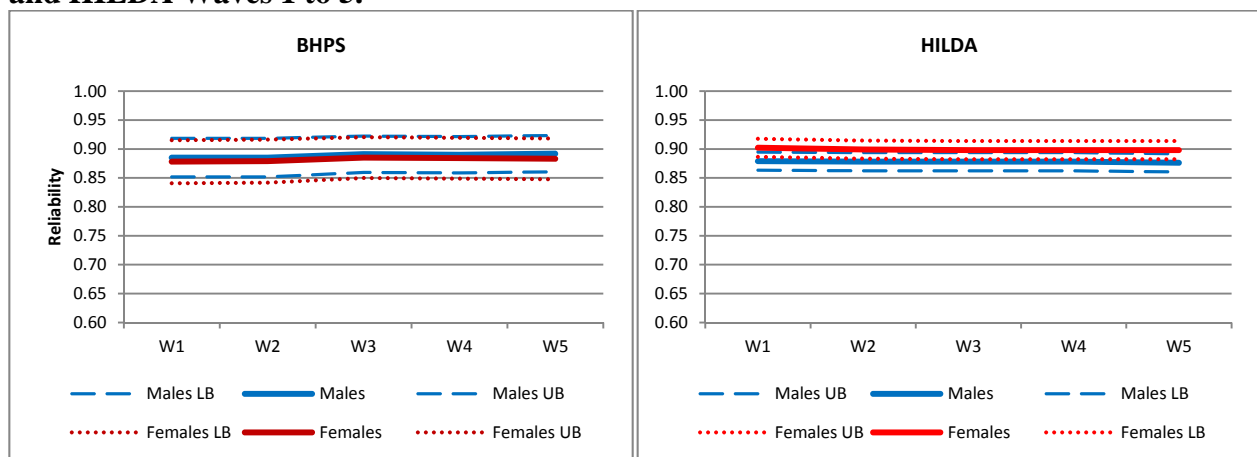 and HILDA Waves 1 to 5.
BHPS
1.00
0.95
0.90
0.85
0.80
0.75
0.70
0.65
0.60
Reliability
W1 W2 W3 W4 W5
Males LB Males Males UB
Females LB Females Females UB
HILDA
1.00
0.95
0.90
0.85
0.80
0.75
0.70
0.65
0.60
W1 W2 W3 W4 W5
Males UB Males Males LB
Females UB Females Females LB